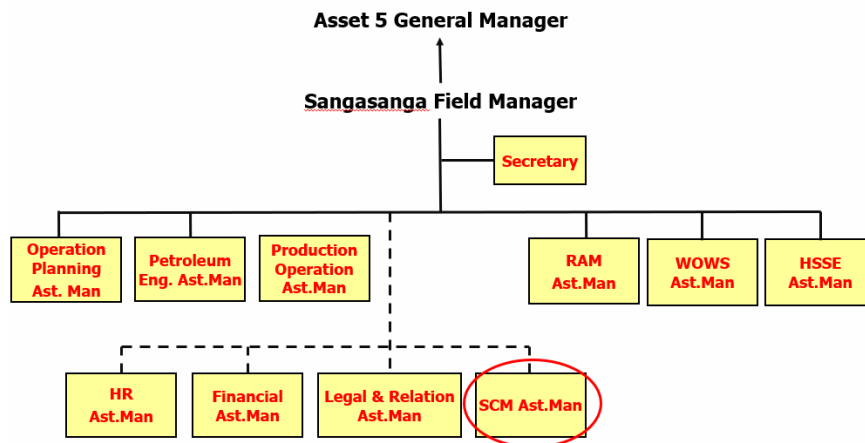 Asset 5 General Manager
Sangasanga Field Manager
Secretary
Operation
Planning
Ast. Man
Petroleum
Eng. Ast.Man
Production
Operation
Ast.Man
RAM
Ast.Man
WOWS
Ast.Man
HSSE
Ast.Man
HR
Ast.Man
Financial
Ast.Man
Legal & Relation
Ast.Man
SCM Ast.Man